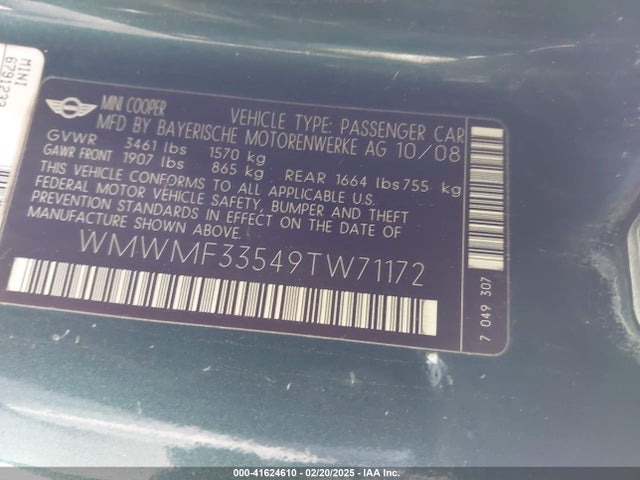 MINI
6791233
MINI COOPER
VEHICLE TYPE: PASSENGER CAR
MFD BY BAYERISCHE MOTORENWERKE AG 10/08
GVWR 3461 lbs 1570 kg
GAWR FRONT 1907 lbs 865 kg REAR 1664 lbs 755 kg
THIS VEHICLE CONFORMS TO ALL APPLICABLE U.S.
FEDERAL MOTOR VEHICLE SAFETY, BUMPER AND THEFT
PREVENTION STANDARDS IN EFFECT ON THE DATE OF
MANUFACTURE SHOWN ABOVE.
WMWMF33549TW71172
7 049 307
000-41624610 - 02/20/2025 - IAA Inc.